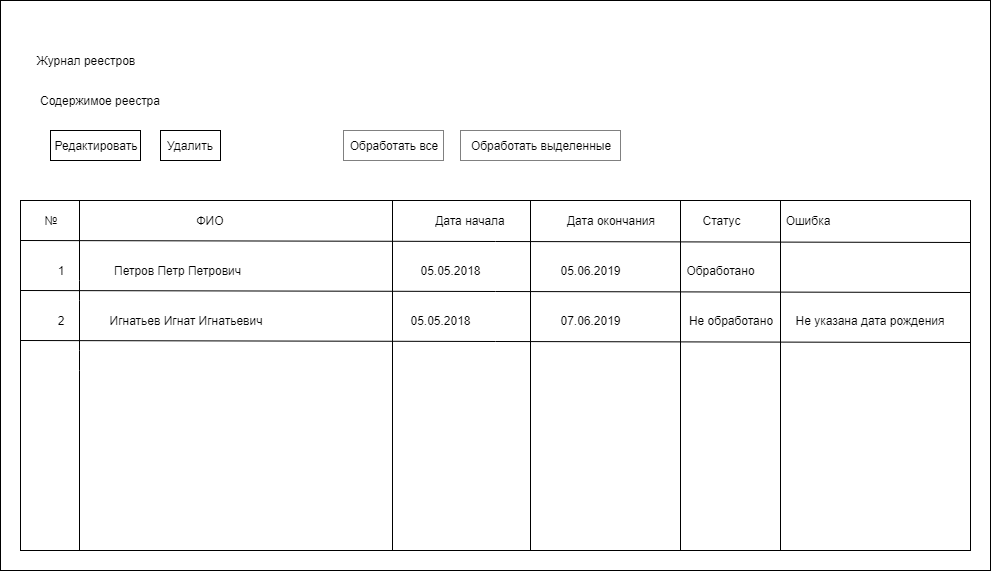 Журнал реестров
Содержимое реестра
Редактировать Удалить Обработать все Обработать выделенные
№ ФИО Дата начала Дата окончания Статус Ошибка
1 Петров Петр Петрович 05.05.2018 05.06.2019 Обработано
2 Игнатьев Игнат Игнатьевич 05.05.2018 07.06.2019 Не обработано Не указана дата рождения